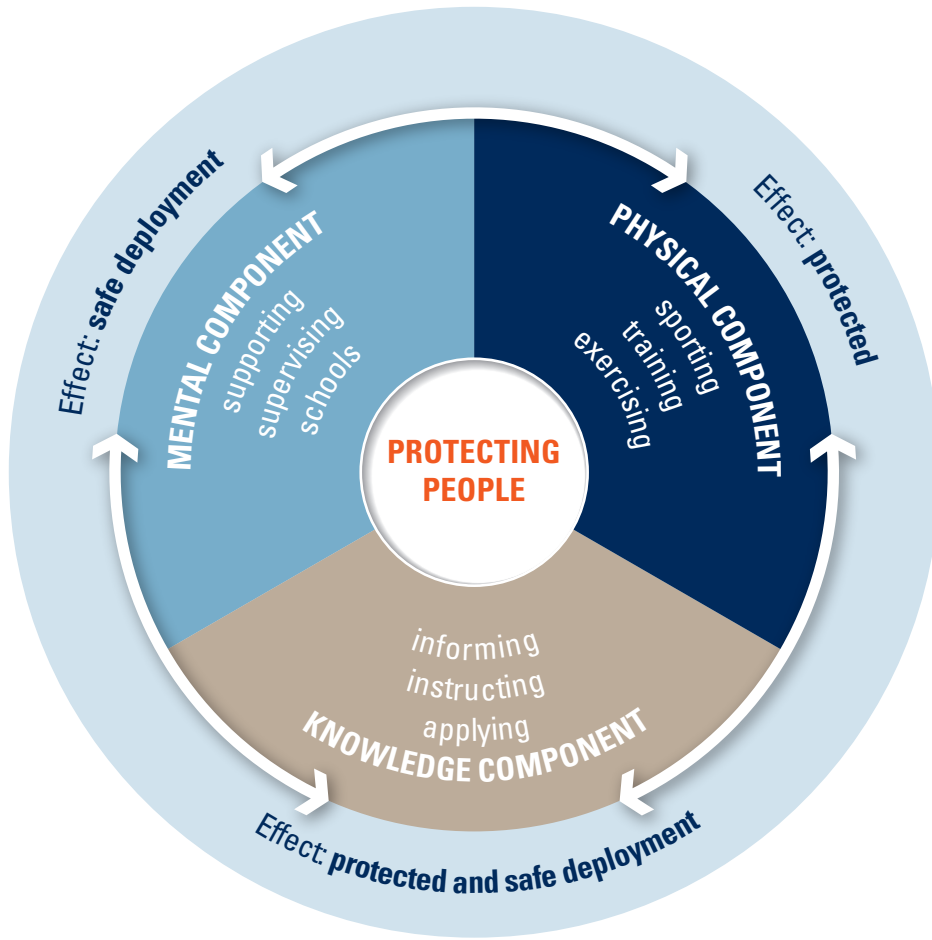 Effect: safe deployment
MENTAL COMPONENT
supporting
supervising
schools
Effect: protected
PHYSICAL COMPONENT
sporting
training
exercising
PROTECTING
PEOPLE
informing
instructing
applying
KNOWLEDGE COMPONENT
Effect: protected and safe deployment